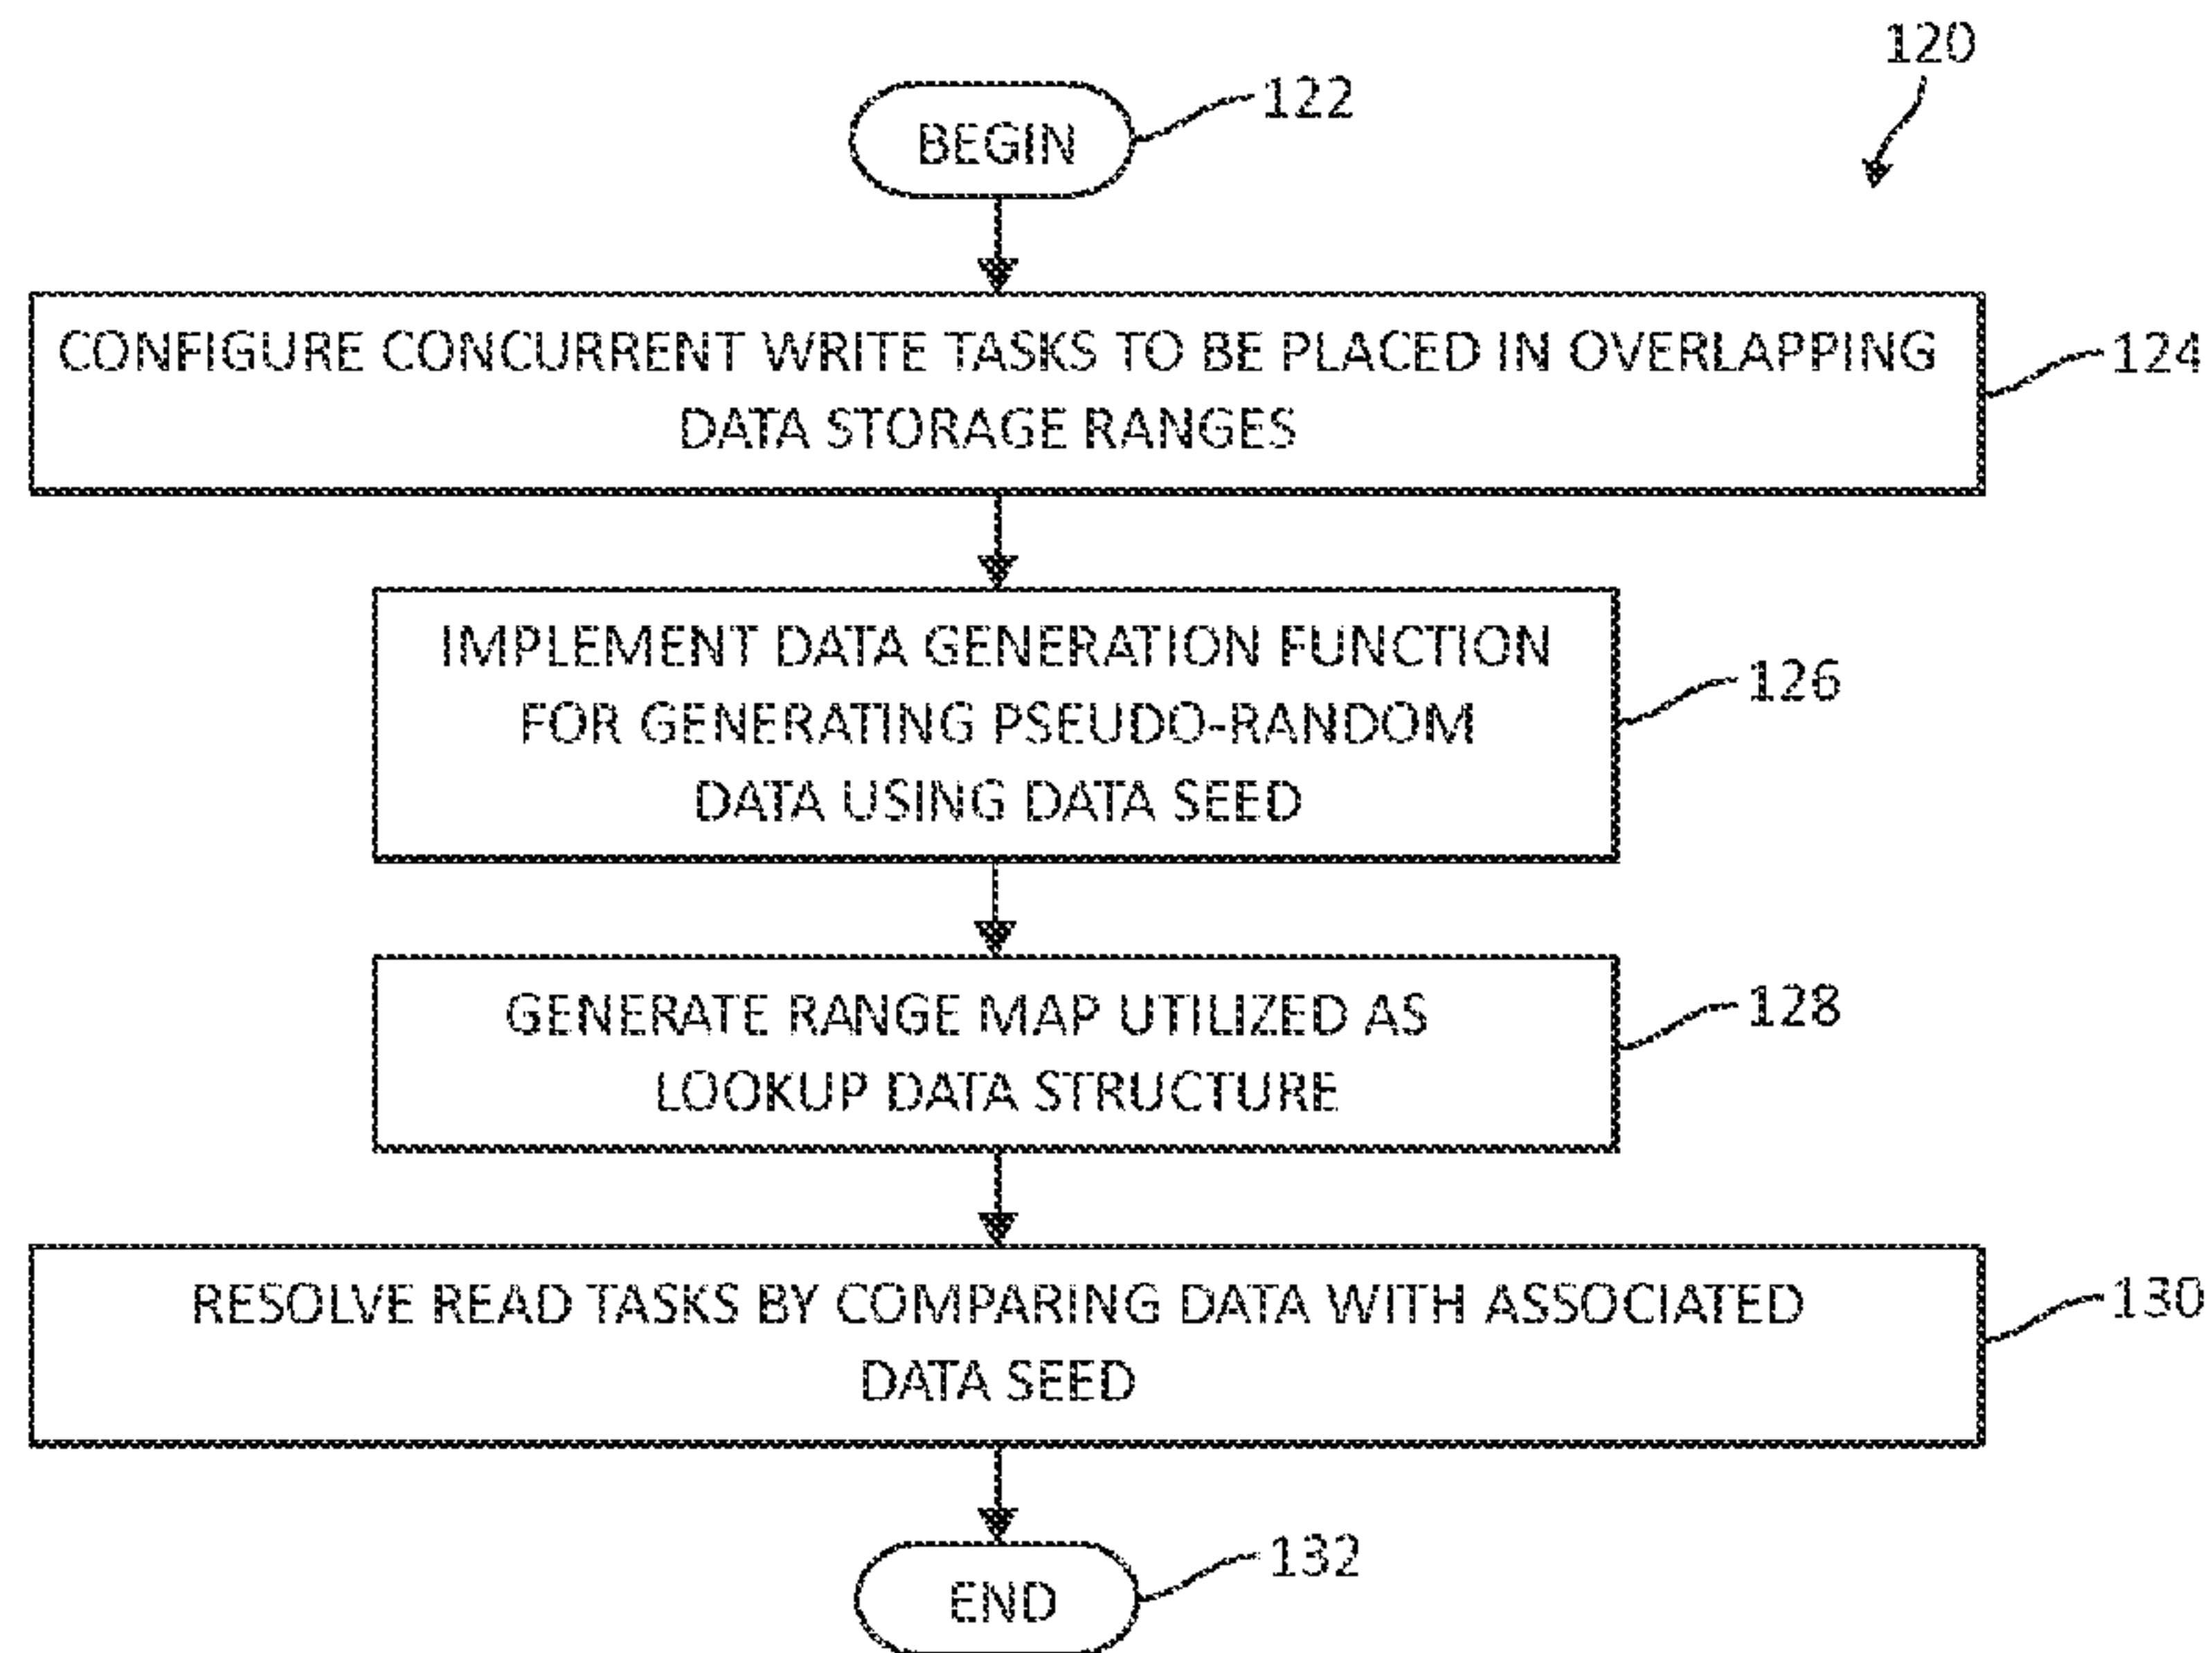 120
BEGIN
122
CONFIGURE CONCURRENT WRITE TASKS TO BE PLACED IN OVERLAPPING
DATA STORAGE RANGES
124
IMPLEMENT DATA GENERATION FUNCTION
FOR GENERATING PSEUDO-RANDOM
DATA USING DATA SEED
126
GENERATE RANGE MAP UTILIZED AS
LOOKUP DATA STRUCTURE
128
RESOLVE READ TASKS BY COMPARING DATA WITH ASSOCIATED
DATA SEED
130
END
132